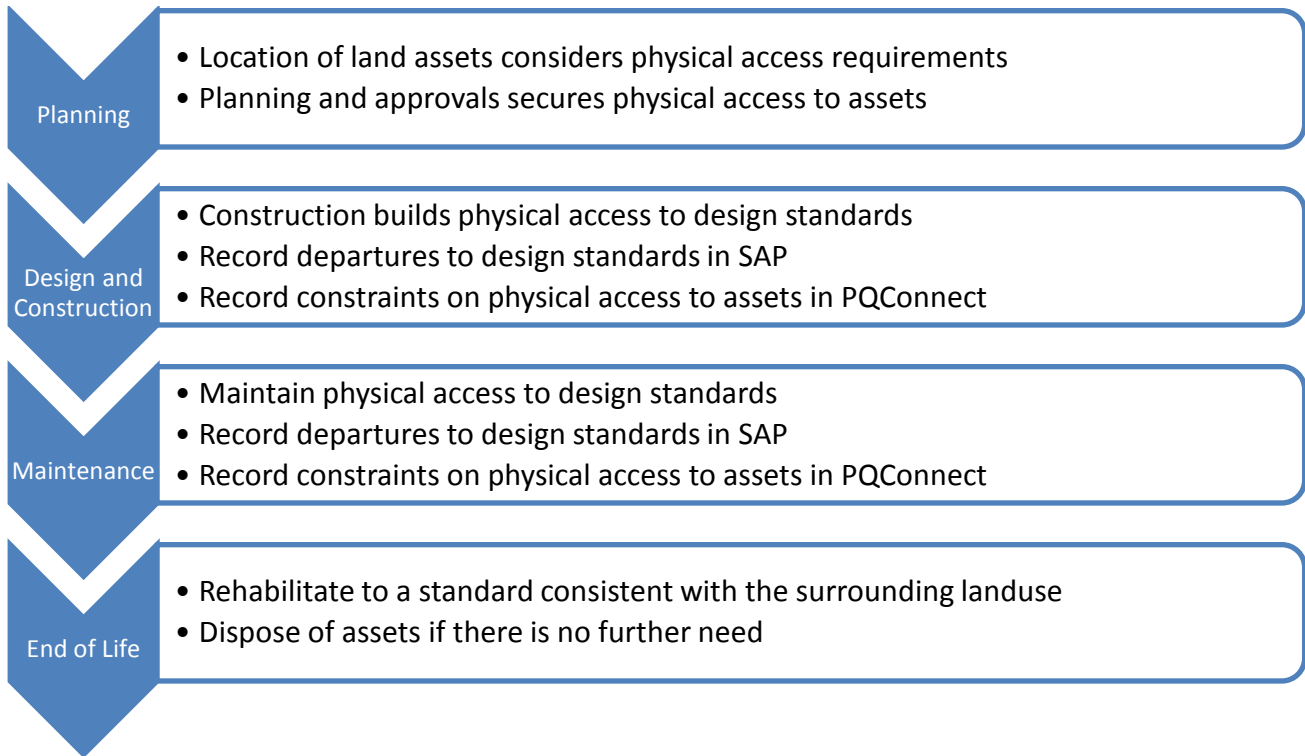 Planning
• Location of land assets considers physical access requirements
• Planning and approvals secures physical access to assets
Design and
Construction
• Construction builds physical access to design standards
• Record departures to design standards in SAP
• Record constraints on physical access to assets in PQConnect
Maintenance
• Maintain physical access to design standards
• Record departures to design standards in SAP
• Record constraints on physical access to assets in PQConnect
End of Life
• Rehabilitate to a standard consistent with the surrounding landuse
• Dispose of assets if there is no further need